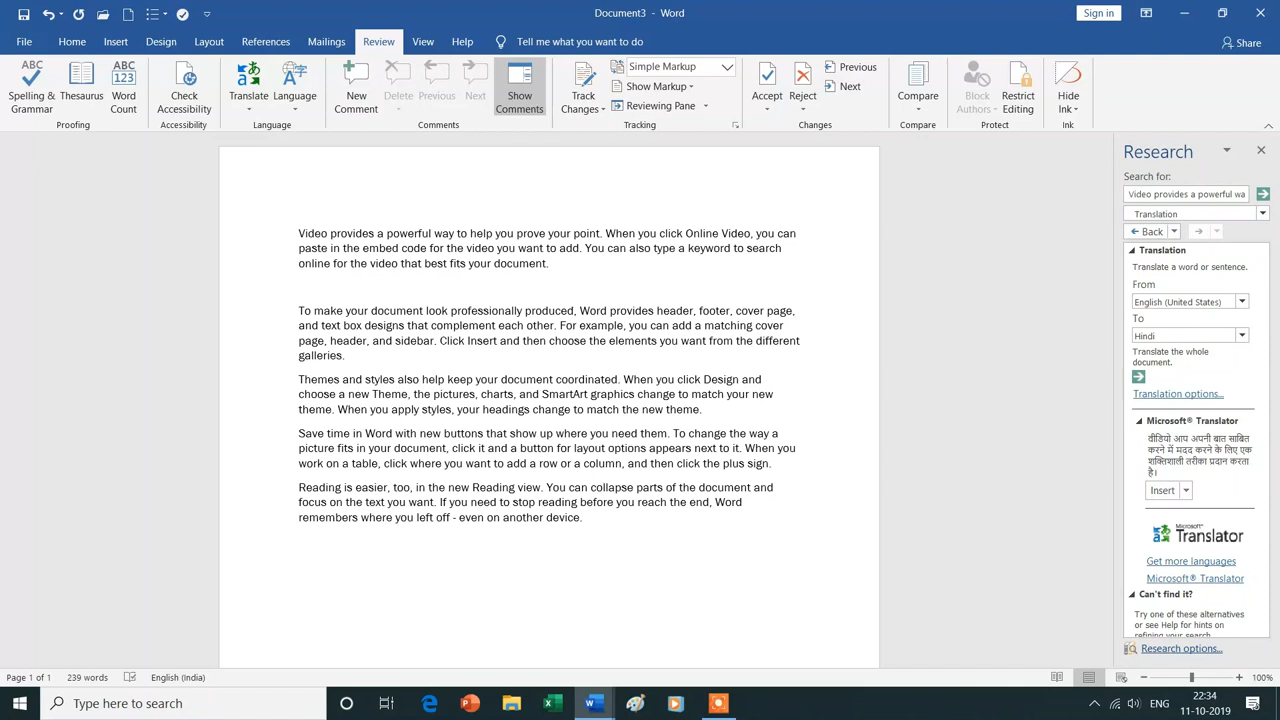 Document3 - Word
Sign in
File Home Insert Design Layout References Mailings Review View Help Tell me what you want to do
Share
ABC Spelling & Grammar
Thesaurus
ABC 123 Word Count
Proofing
Check Accessibility
Accessibility
Translate
Language
Language
New Comment
Delete
Previous
Next
Show Comments
Comments
Track Changes
Simple Markup
Show Markup
Reviewing Pane
Tracking
Accept
Reject
Previous
Next
Changes
Compare
Compare
Block Authors
Restrict Editing
Protect
Hide Ink
Ink
Video provides a powerful way to help you prove your point. When you click Online Video, you can
paste in the embed code for the video you want to add. You can also type a keyword to search
online for the video that best fits your document.
To make your document look professionally produced, Word provides header, footer, cover page,
and text box designs that complement each other. For example, you can add a matching cover
page, header, and sidebar. Click Insert and then choose the elements you want from the different
galleries.
Themes and styles also help keep your document coordinated. When you click Design and
choose a new Theme, the pictures, charts, and SmartArt graphics change to match your new
theme. When you apply styles, your headings change to match the new theme.
Save time in Word with new buttons that show up where you need them. To change the way a
picture fits in your document, click it and a button for layout options appears next to it. When you
work on a table, click where you want to add a row or a column, and then click the plus sign.
Reading is easier, too, in the new Reading view. You can collapse parts of the document and
focus on the text you want. If you need to stop reading before you reach the end, Word
remembers where you left off - even on another device.
Research
Search for:
Video provides a powerful wa
Translation
Back
Translation
Translate a word or sentence.
From
English (United States)
To
Hindi
Translate the whole
document.
Translation options...
Microsoft® Translator
वीडियो आप अपनी बात साबित
करने में मदद करने के लिए एक
शक्तिशाली तरीका प्रदान करता
है।
Insert
Microsoft®
Translator
Get more languages
Microsoft® Translator
Can't find it?
Try one of these alternatives
or see Help for hints on
refining your search.
Research options...
Page 1 of 1 239 words English (India)
100%
Type here to search
ENG
22:34
11-10-2019